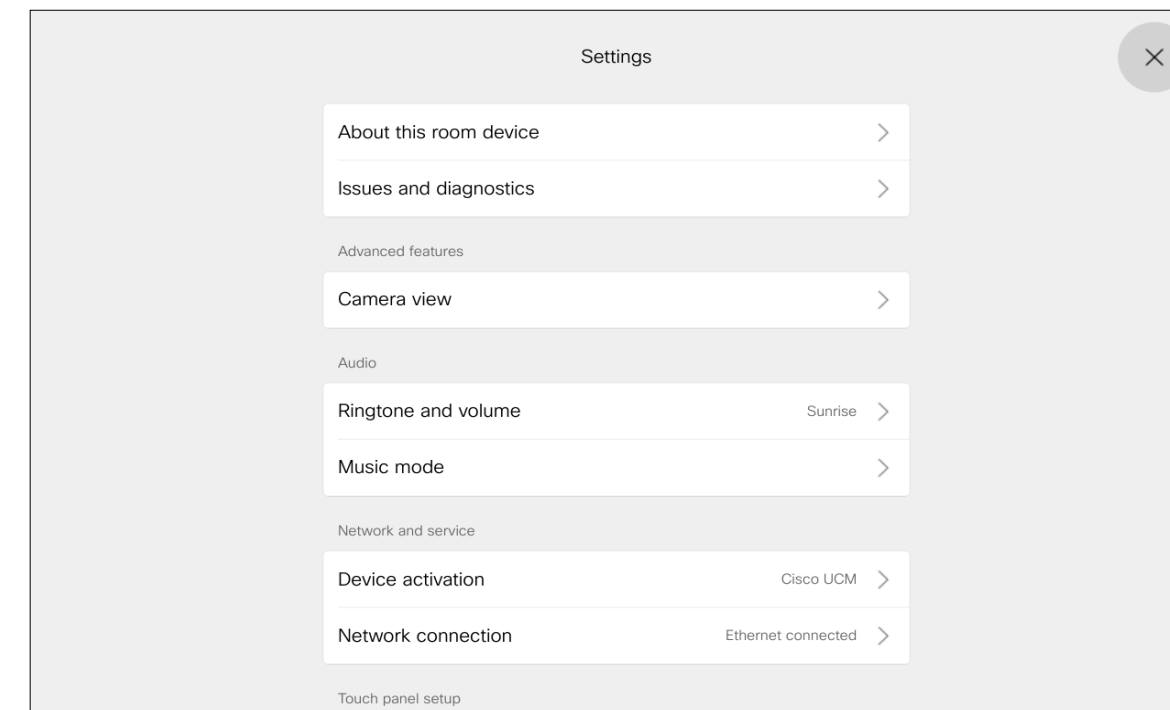 Settings
About this room device
Issues and diagnostics
Advanced features
Camera view
Audio
Ringtone and volume Sunrise
Music mode
Network and service
Device activation Cisco UCM
Network connection Ethernet connected
Touch panel setup